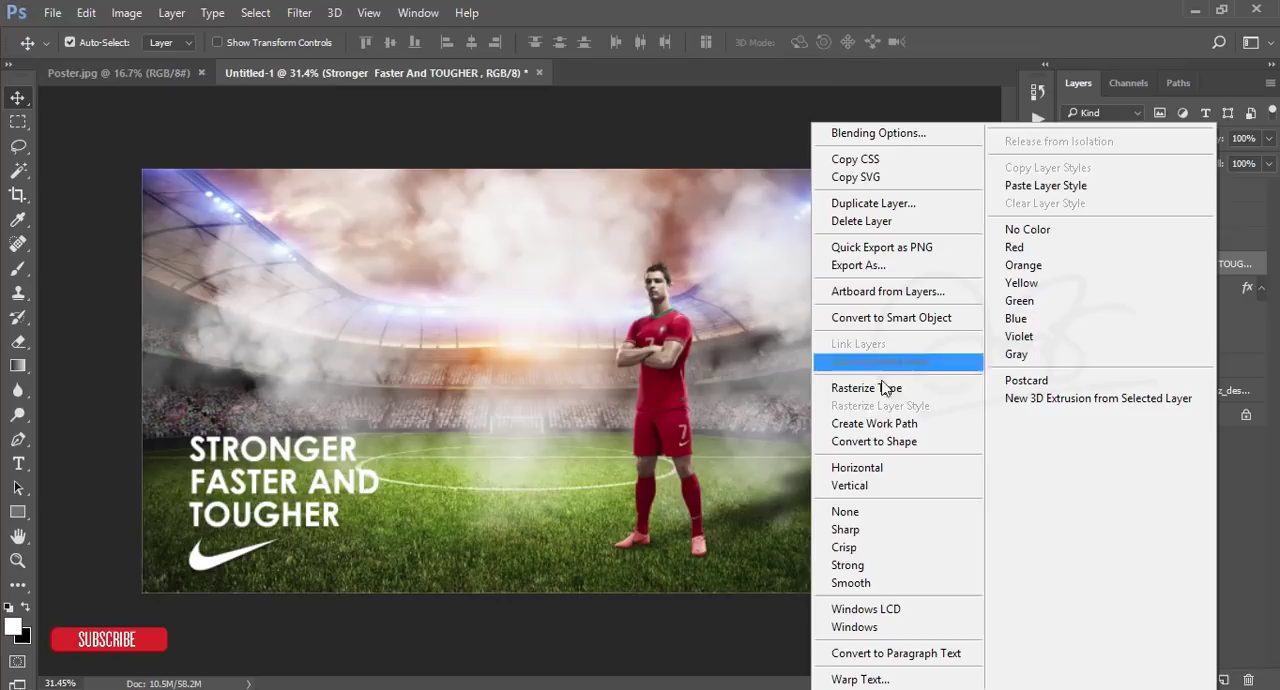 Ps File Edit Image Layer Type Select Filter 3D View Window Help
Auto-Select: Layer Show Transform Controls 3D Mode:
Poster.jpg @ 16.7% (RGB/8#) × Untitled-1 @ 31.4% (Stronger Faster And TOUGHER , RGB/8) * ×
Layers Channels Paths
Kind
100%
100%
TOUG...
fx
z_des...
Blending Options...
Copy CSS
Copy SVG
Duplicate Layer...
Delete Layer
Quick Export as PNG
Export As...
Artboard from Layers...
Convert to Smart Object
Link Layers
Rasterize Type
Rasterize Layer Style
Create Work Path
Convert to Shape
Horizontal
Vertical
None
Sharp
Crisp
Strong
Smooth
Windows LCD
Windows
Convert to Paragraph Text
Warp Text...
Release from Isolation
Copy Layer Styles
Paste Layer Style
Clear Layer Style
No Color
Red
Orange
Yellow
Green
Blue
Violet
Gray
Postcard
New 3D Extrusion from Selected Layer
7
7
STRONGER
FASTER AND
TOUGHER
SUBSCRIBE
31.45% Doc: 10.5M/58.2M